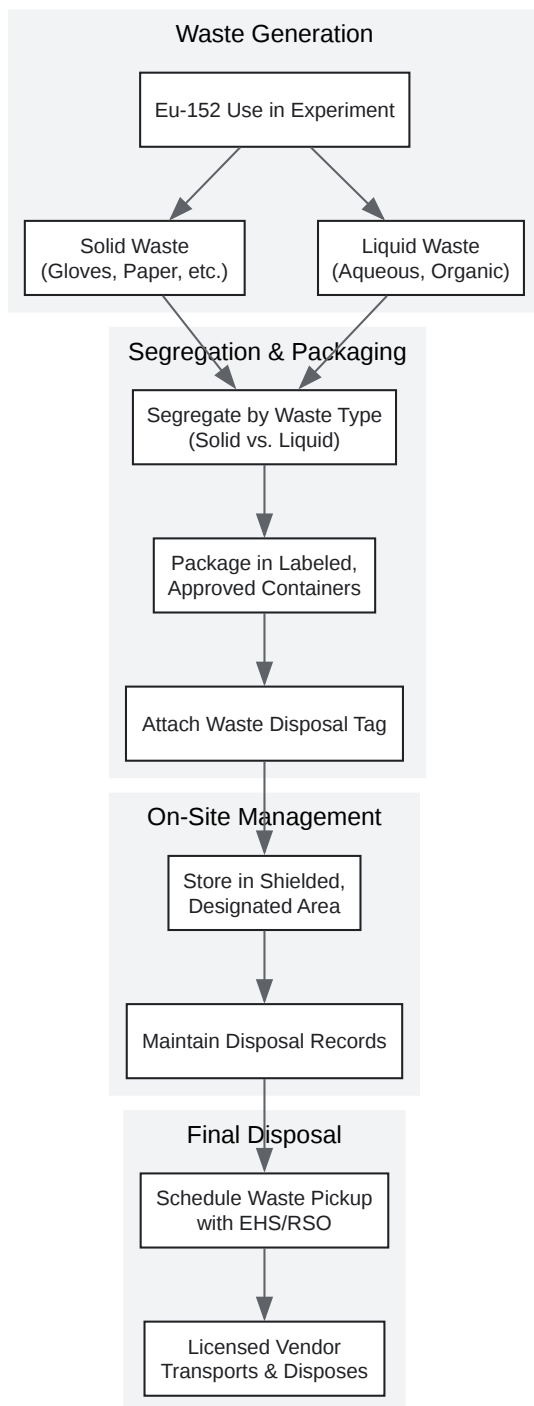 Waste Generation
Eu-152 Use in Experiment
Solid Waste
(Gloves, Paper, etc.)
Liquid Waste
(Aqueous, Organic)
Segregation & Packaging
Segregate by Waste Type
(Solid vs. Liquid)
Package in Labeled,
Approved Containers
Attach Waste Disposal Tag
On-Site Management
Store in Shielded,
Designated Area
Maintain Disposal Records
Final Disposal
Schedule Waste Pickup
with EHS/RSO
Licensed Vendor
Transports & Disposes